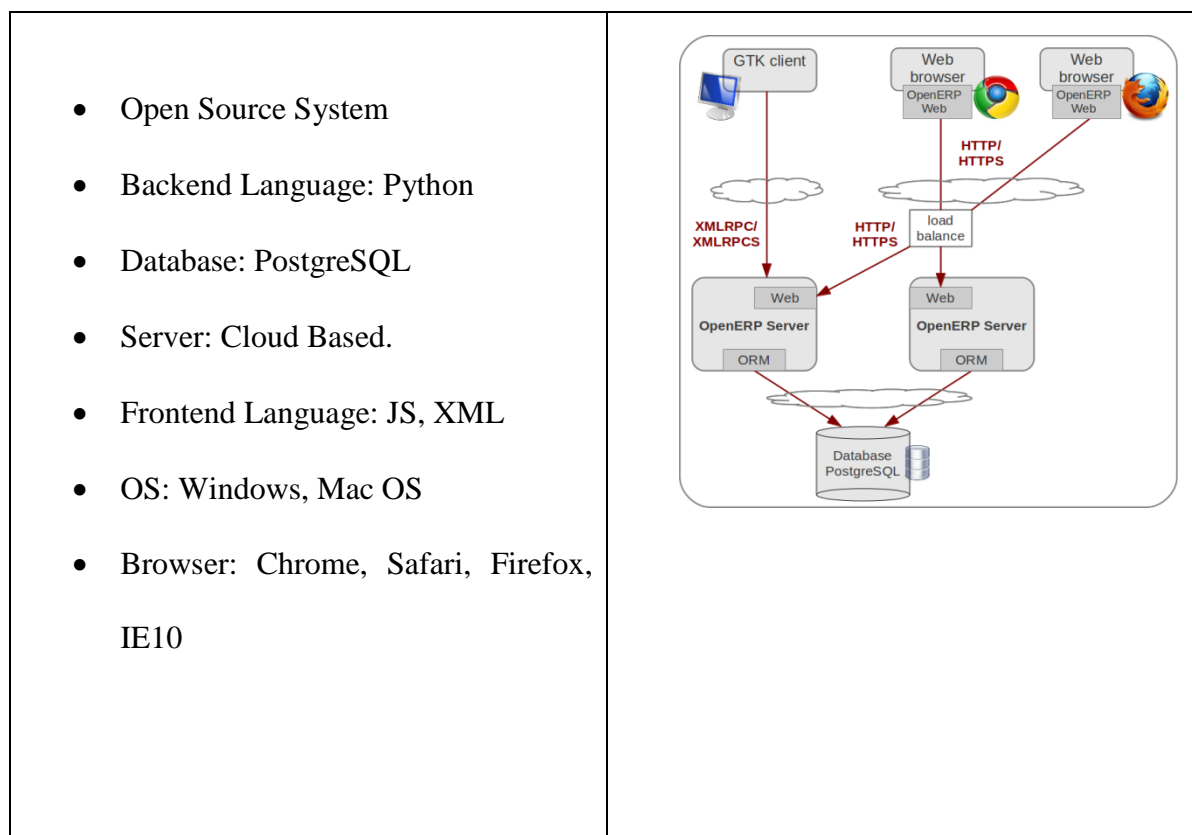 • Open Source System
• Backend Language: Python
• Database: PostgreSQL
• Server: Cloud Based.
• Frontend Language: JS, XML
• OS: Windows, Mac OS
• Browser: Chrome, Safari, Firefox,
IE10
GTK client
Web
browser
OpenERP
Web
Web
browser
OpenERP
Web
HTTP/
HTTPS
XMLRPC/
XMLRPCS
HTTP/
HTTPS
load
balance
Web
OpenERP Server
ORM
Web
OpenERP Server
ORM
Database
PostgreSQL